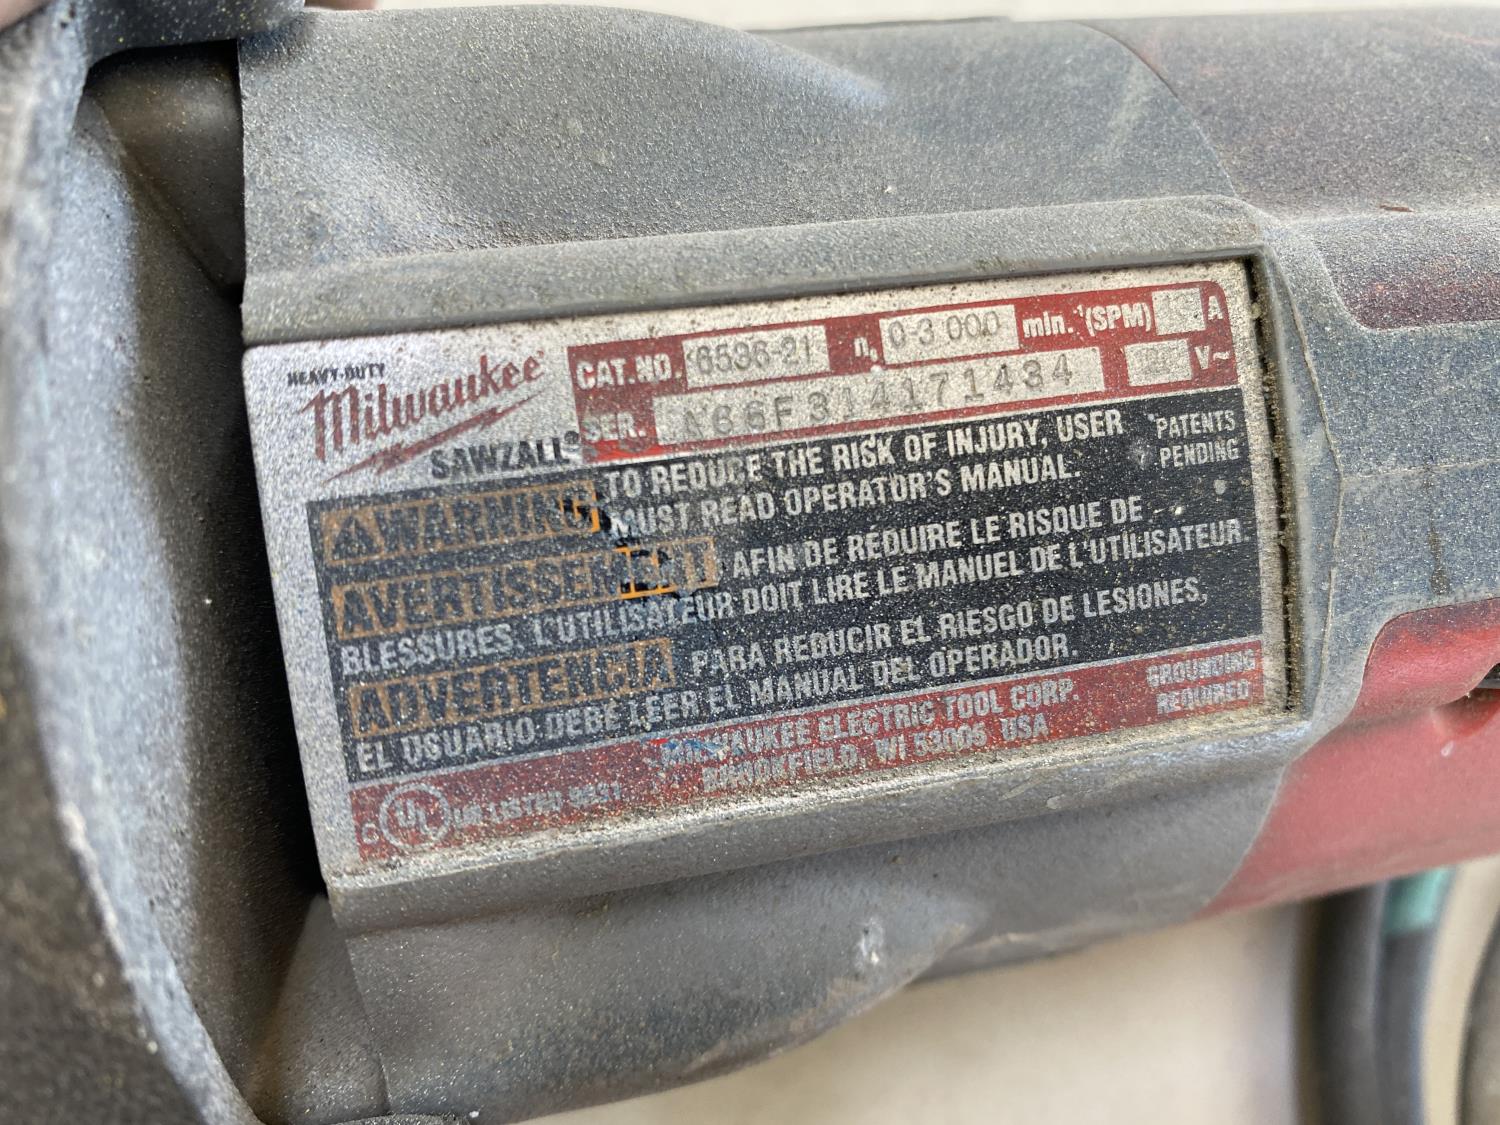 HEAVY-DUTY
Milwaukee
SAWZALL®
CAT.NO. 6536-21 n₀ 0-3 000 min.⁻¹(SPM) A
SER. A66F314171434 V~
WARNING TO REDUCE THE RISK OF INJURY, USER
MUST READ OPERATOR'S MANUAL.
PATENTS
PENDING
AVERTISSEMENT AFIN DE RÉDUIRE LE RISQUE DE
BLESSURES, L'UTILISATEUR DOIT LIRE LE MANUEL DE L'UTILISATEUR.
ADVERTENCIA PARA REDUCIR EL RIESGO DE LESIONES,
EL USUARIO DEBE LEER EL MANUAL DEL OPERADOR.
MILWAUKEE ELECTRIC TOOL CORP.
BROOKFIELD, WI 53005 USA
GROUNDING
REQUIRED
C UL US LISTED